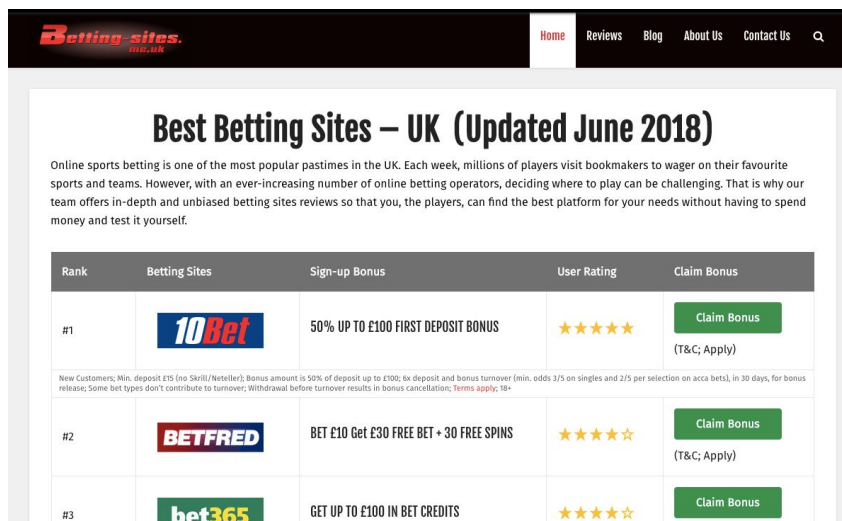 Betting-sites.
me.uk
Home Reviews Blog About Us Contact Us
Best Betting Sites – UK (Updated June 2018)
Online sports betting is one of the most popular pastimes in the UK. Each week, millions of players visit bookmakers to wager on their favourite
sports and teams. However, with an ever-increasing number of online betting operators, deciding where to play can be challenging. That is why our
team offers in-depth and unbiased betting sites reviews so that you, the players, can find the best platform for your needs without having to spend
money and test it yourself.
Rank Betting Sites Sign-up Bonus User Rating Claim Bonus
#1 10Bet 50% UP TO £100 FIRST DEPOSIT BONUS Claim Bonus
(T&C; Apply)
New Customers; Min. deposit £15 (no Skrill/Neteller); Bonus amount is 50% of deposit up to £100; 6x deposit and bonus turnover (min. odds 3/5 on singles and 2/5 per selection on acca bets), in 30 days, for bonus
release; Some bet types don't contribute to turnover; Withdrawal before turnover results in bonus cancellation; Terms apply; 18+
#2 BETFRED BET £10 Get £30 FREE BET + 30 FREE SPINS Claim Bonus
(T&C; Apply)
#3 bet365 GET UP TO £100 IN BET CREDITS Claim Bonus